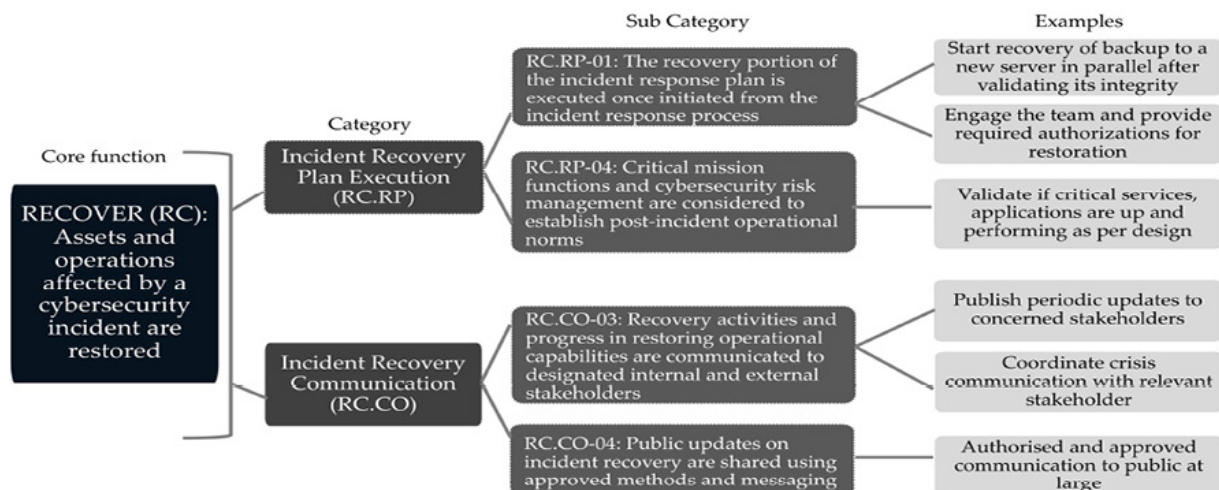 Sub Category
Examples
Category
Core function
RECOVER (RC):
Assets and
operations
affected by a
cybersecurity
incident are
restored
Incident Recovery
Plan Execution
(RC.RP)
RC.RP-01: The recovery portion
of the incident response plan is
executed once initiated from the
incident response process
Start recovery of backup to a
new server in parallel after
validating its integrity
Engage the team and provide
required authorizations for
restoration
RC.RP-04: Critical mission
functions and cybersecurity risk
management are considered to
establish post-incident operational
norms
Validate if critical services,
applications are up and
performing as per design
Incident Recovery
Communication
(RC.CO)
RC.CO-03: Recovery activities and
progress in restoring operational
capabilities are communicated to
designated internal and external
stakeholders
Publish periodic updates to
concerned stakeholders
Coordinate crisis
communication with relevant
stakeholder
RC.CO-04: Public updates on
incident recovery are shared using
approved methods and messaging
Authorised and approved
communication to public at
large